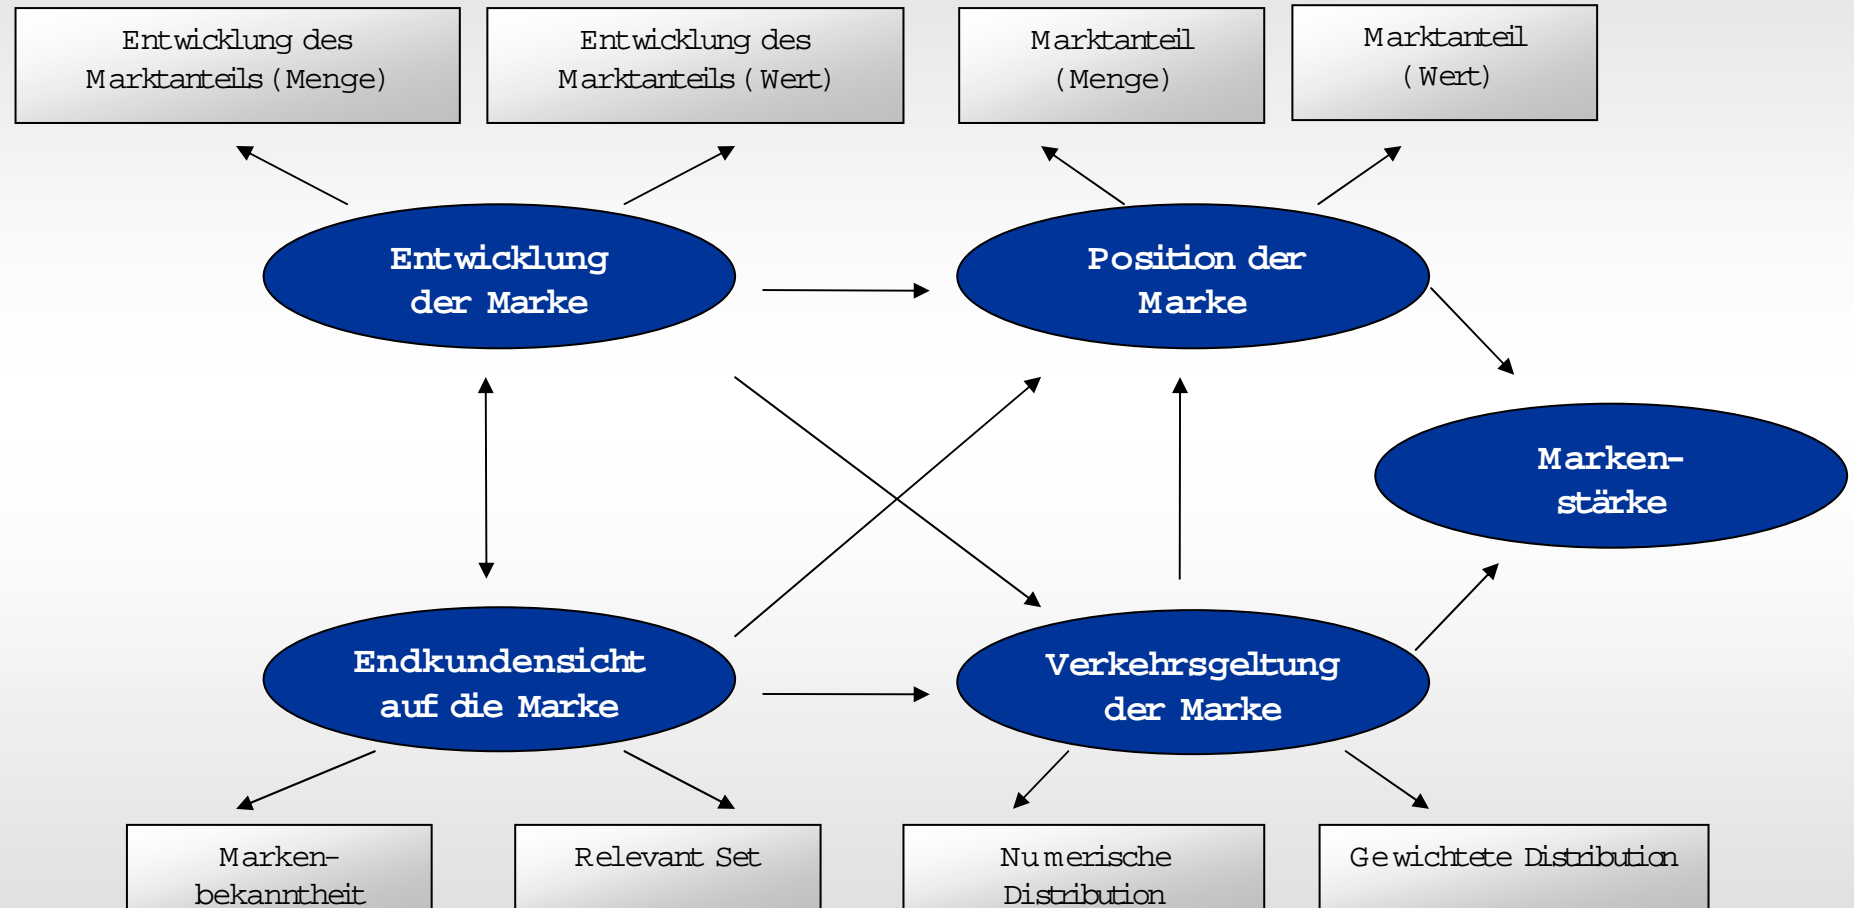 Entwicklung des
Marktanteils (Menge)
Entwicklung des
Marktanteils (Wert)
Marktanteil
(Menge)
Marktanteil
(Wert)
Entwicklung
der Marke
Position der
Marke
Marken-
stärke
Endkundensicht
auf die Marke
Verkehrsgeltung
der Marke
Marken-
bekanntheit
Relevant Set
Numerische
Distribution
Gewichtete Distribution